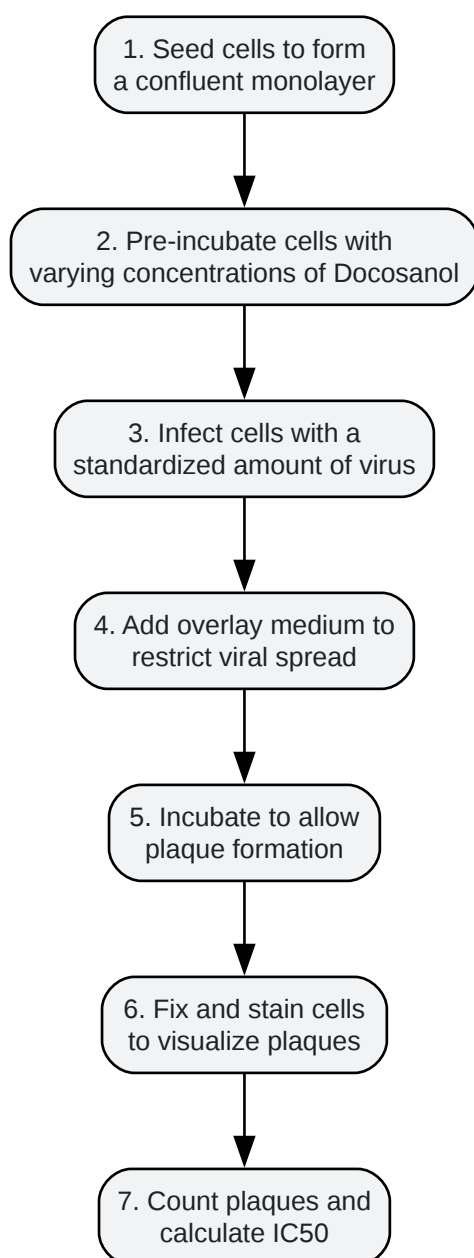 1. Seed cells to form
a confluent monolayer
2. Pre-incubate cells with
varying concentrations of Docosanol
3. Infect cells with a
standardized amount of virus
4. Add overlay medium to
restrict viral spread
5. Incubate to allow
plaque formation
6. Fix and stain cells
to visualize plaques
7. Count plaques and
calculate IC50